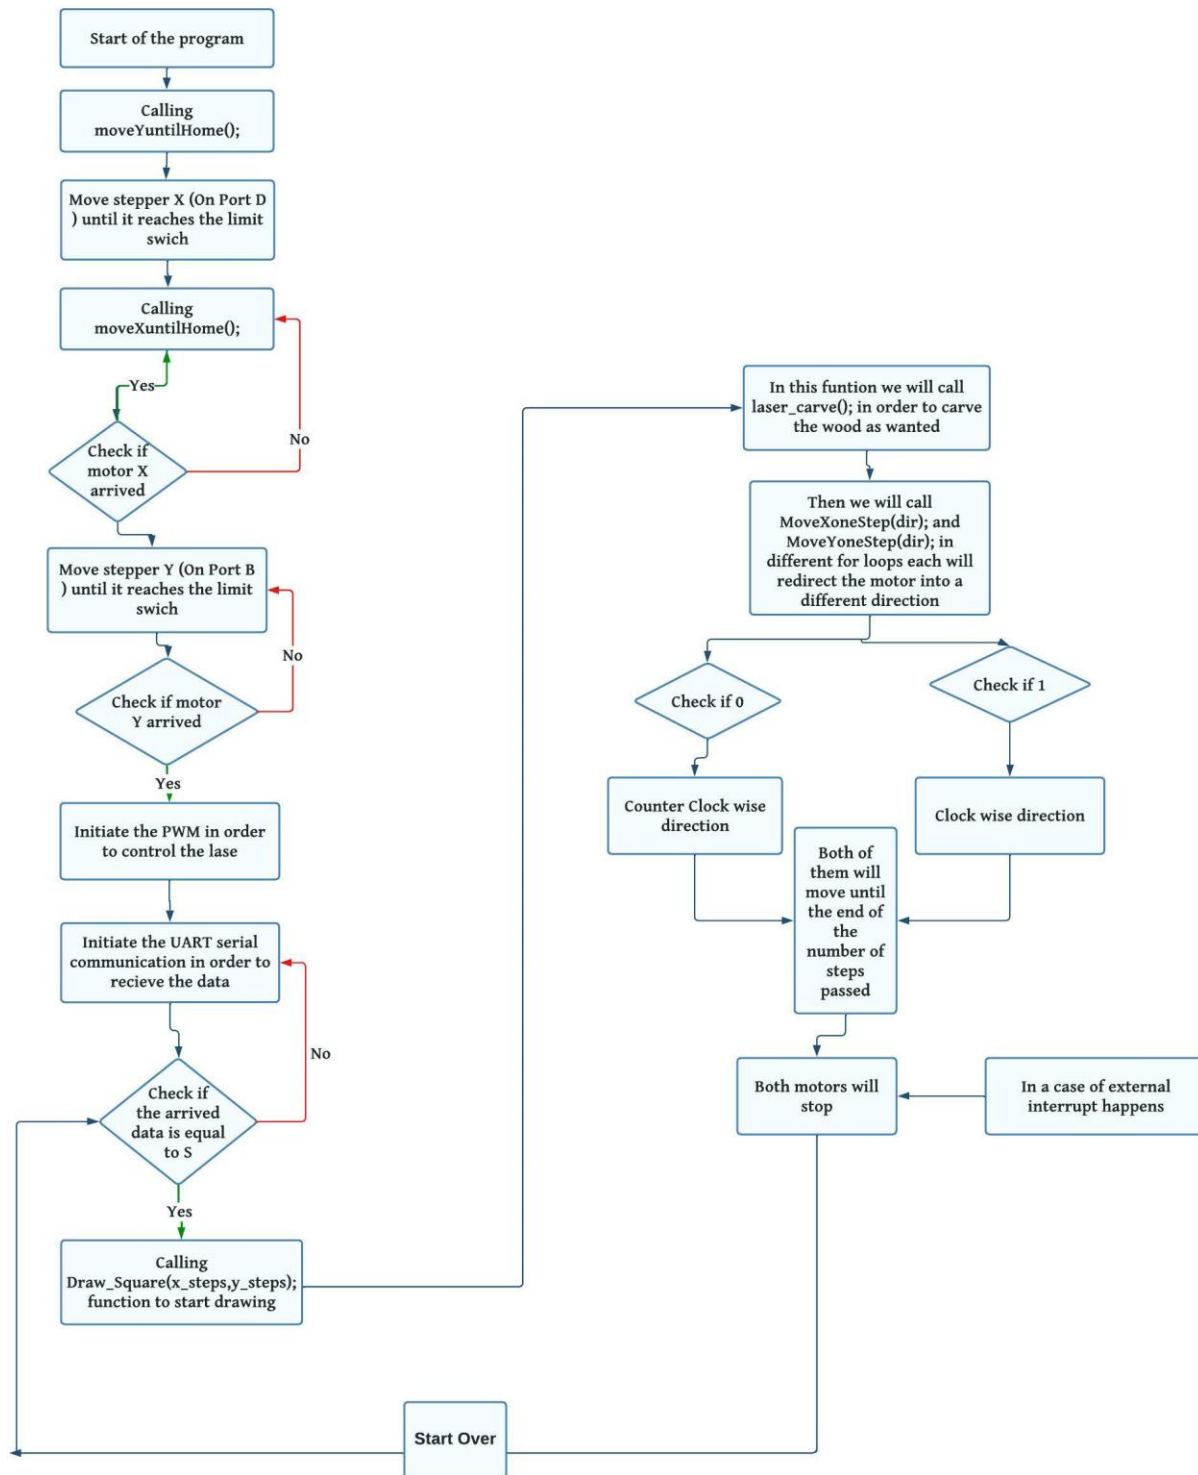 Start of the program
Calling
moveYuntilHome();
Move stepper X (On Port D
) until it reaches the limit
swich
Calling
moveXuntilHome();
Yes
No
Check if
motor X
arrived
Move stepper Y (On Port B
) until it reaches the limit
swich
No
Check if motor
Y arrived
Yes
Initiate the PWM in order
to control the lase
Initiate the UART serial
communication in order to
recieve the data
No
Check if
the arrived
data is equal
to S
Yes
Calling
Draw_Square(x_steps,y_steps);
function to start drawing
In this funtion we will call
laser_carve(); in order to carve
the wood as wanted
Then we will call
MoveXoneStep(dir); and
MoveYoneStep(dir); in
different for loops each will
redirect the motor into a
different direction
Check if 0
Check if 1
Counter Clock wise
direction
Clock wise direction
Both of
them will
move until
the end of
the
number of
steps
passed
Both motors will
stop
In a case of external
interrupt happens
Start Over